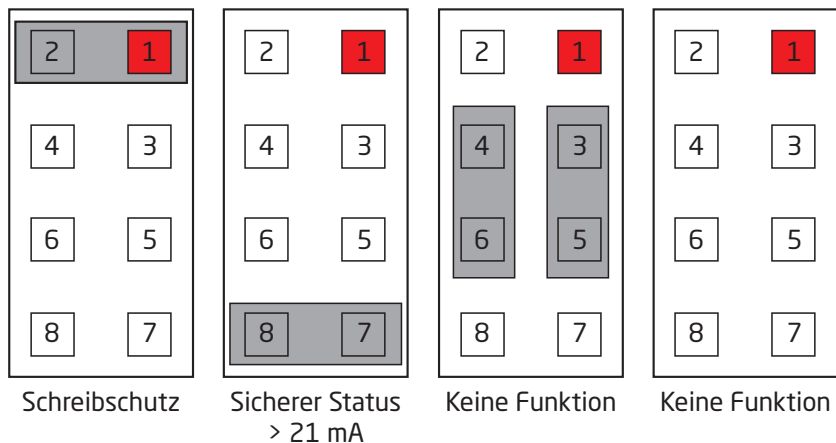 2 1 2 1 2 1 2 1
4 3 4 3 4 3 4 3
6 5 6 5 6 5 6 5
8 7 8 7 8 7 8 7
Schreibschutz
Sicherer Status
> 21 mA
Keine Funktion
Keine Funktion